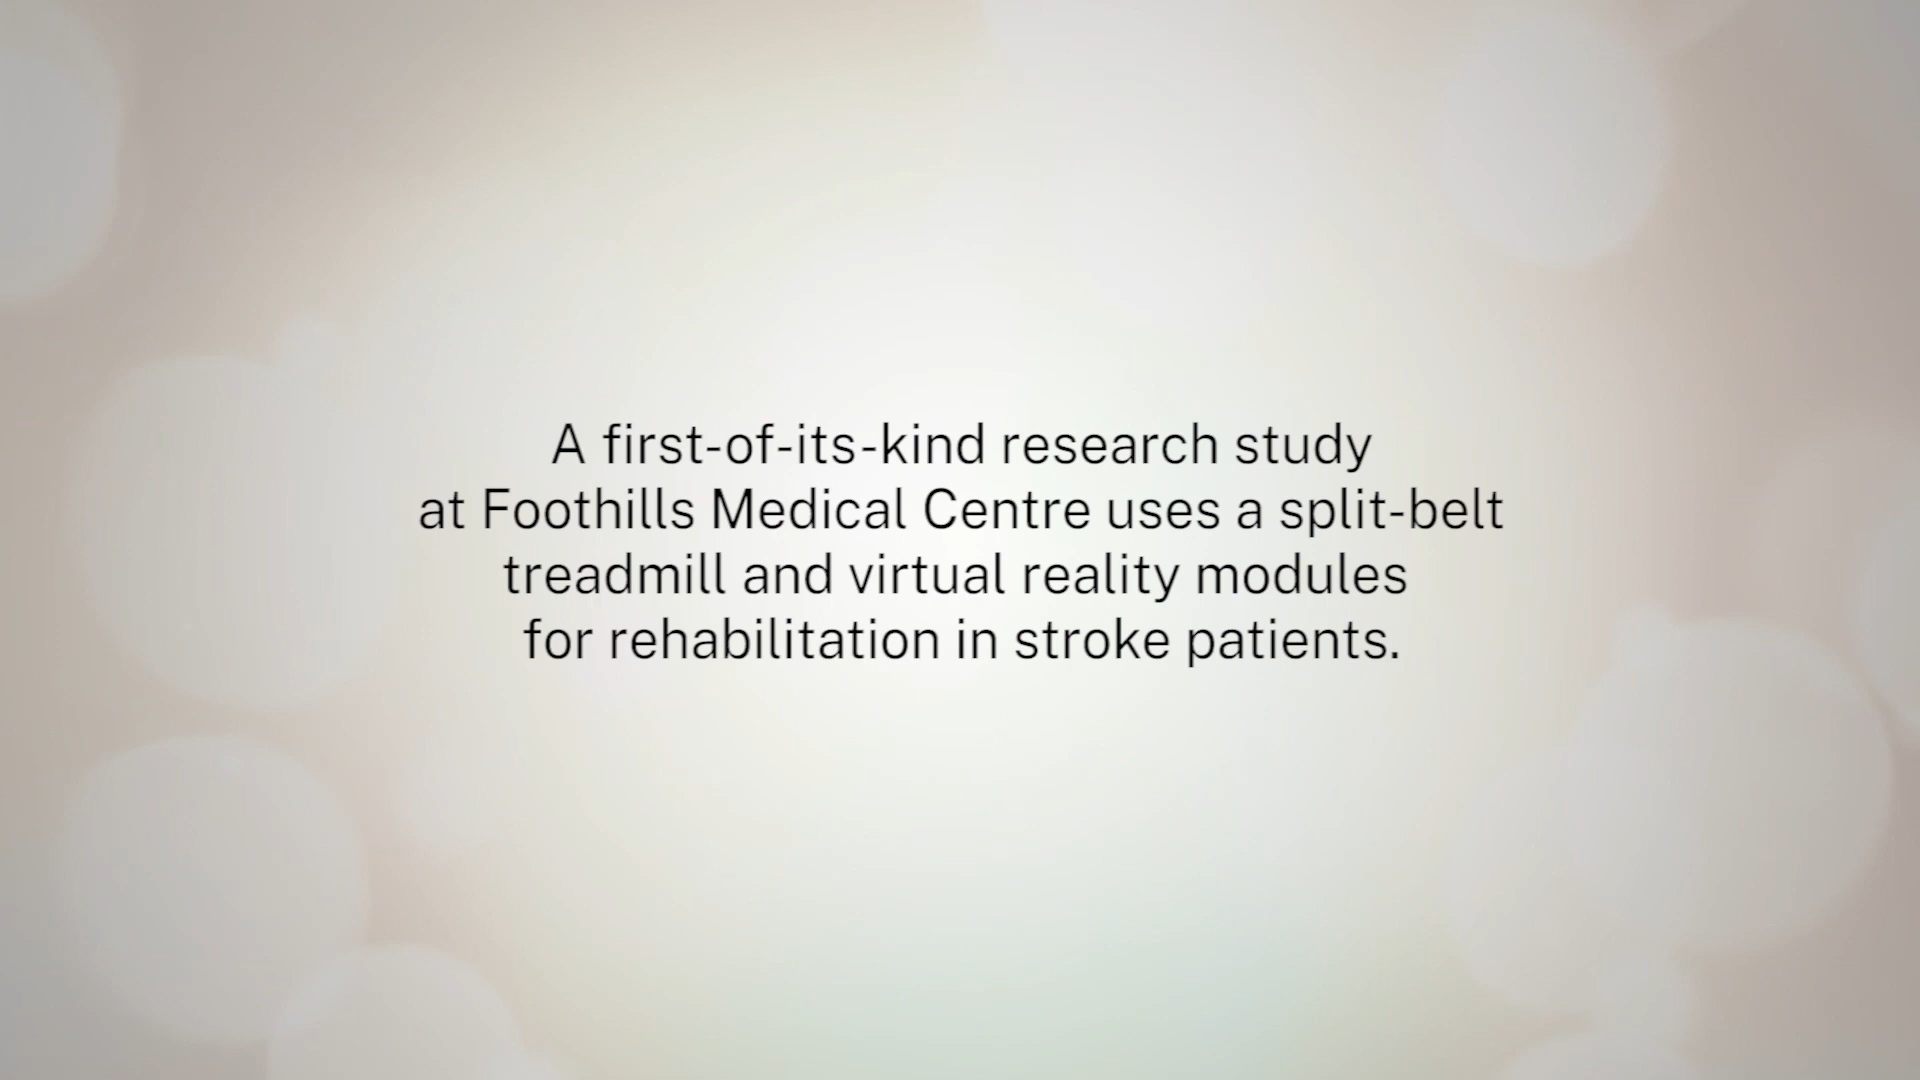 A first-of-its-kind research study
at Foothills Medical Centre uses a split-belt
treadmill and virtual reality modules
for rehabilitation in stroke patients.